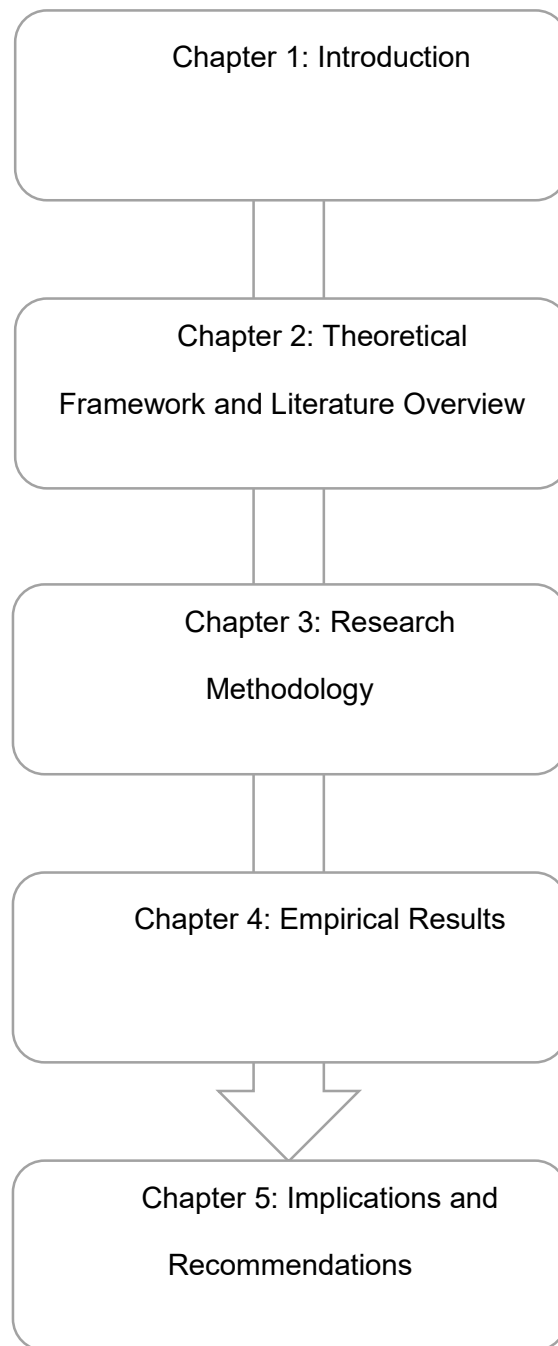 Chapter 1: Introduction
Chapter 2: Theoretical
Framework and Literature Overview
Chapter 3: Research
Methodology
Chapter 4: Empirical Results
Chapter 5: Implications and
Recommendations